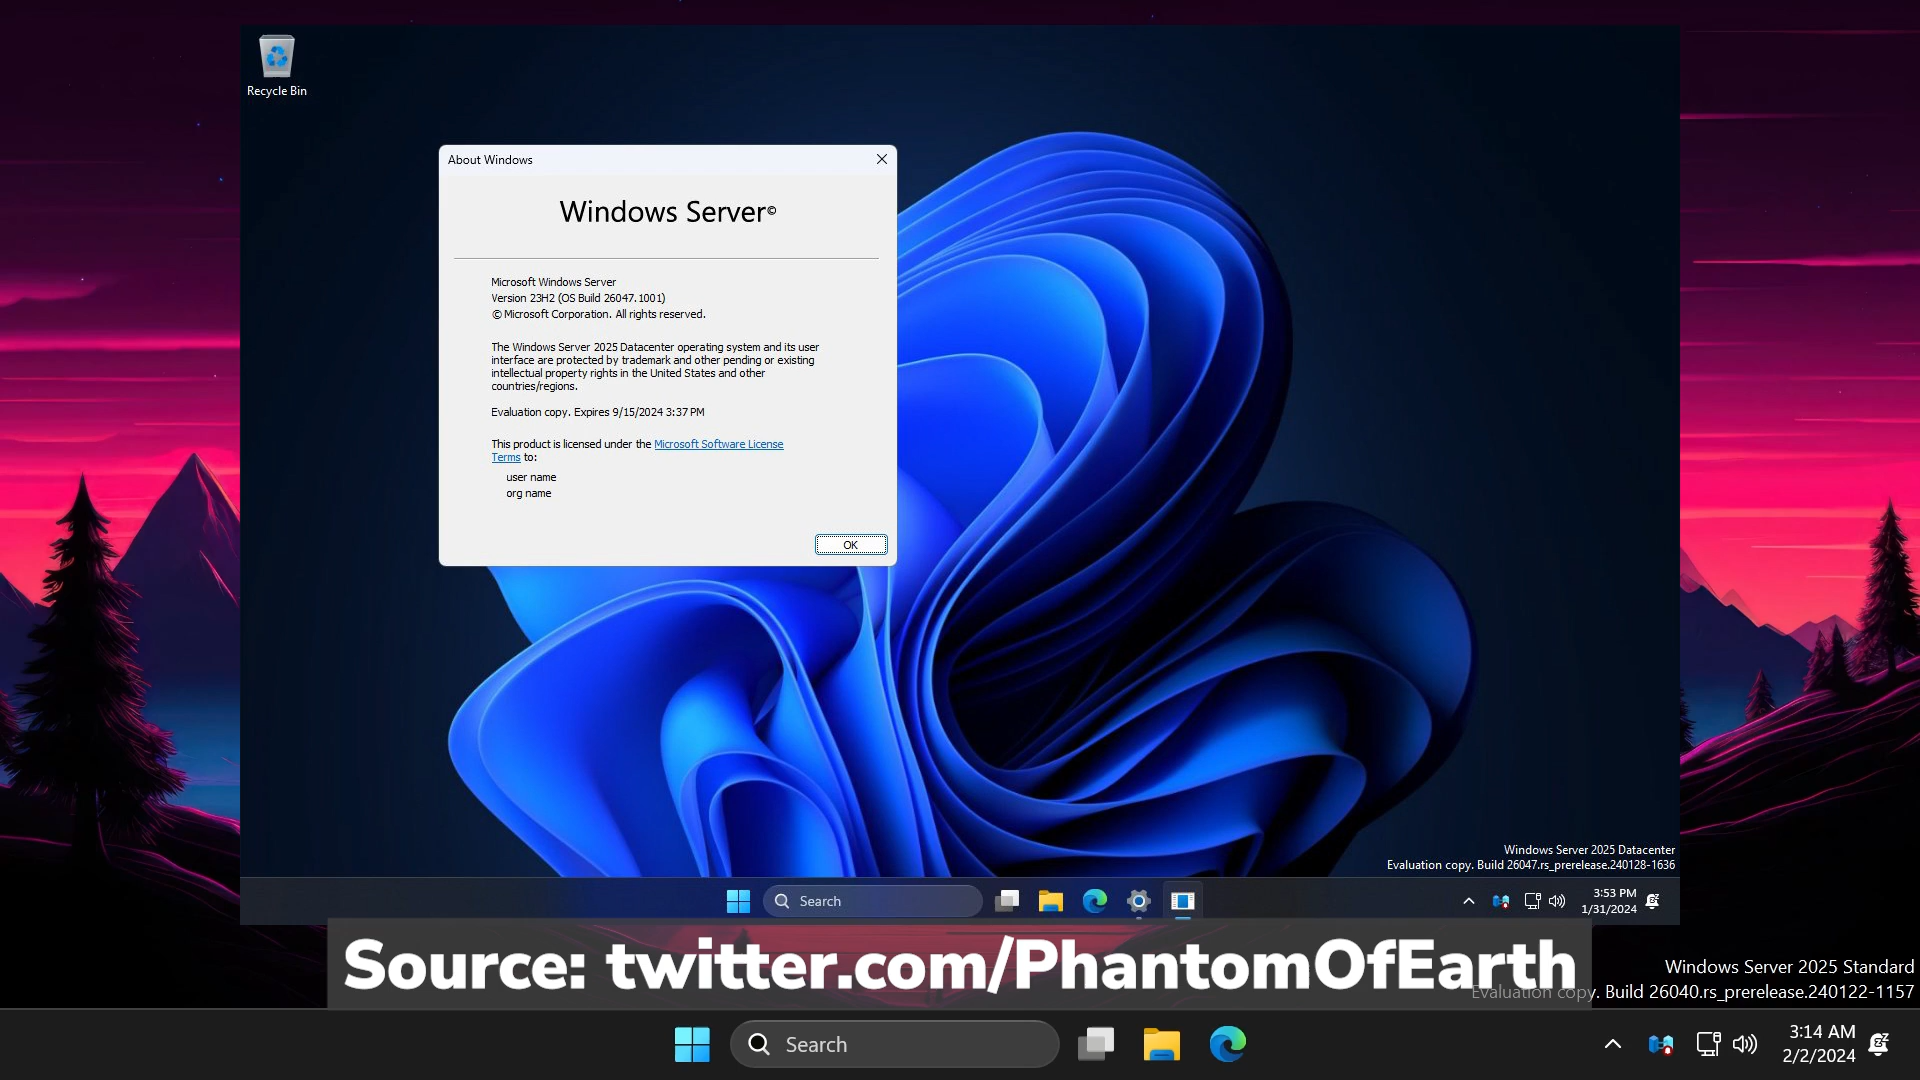 Recycle Bin
About Windows
Windows Server©
Microsoft Windows Server
Version 23H2 (OS Build 26047.1001)
© Microsoft Corporation. All rights reserved.
The Windows Server 2025 Datacenter operating system and its user
interface are protected by trademark and other pending or existing
intellectual property rights in the United States and other
countries/regions.
Evaluation copy. Expires 9/15/2024 3:37 PM
This product is licensed under the Microsoft Software License
Terms to:
user name
org name
OK
Windows Server 2025 Datacenter
Evaluation copy. Build 26047.rs_prerelease.240128-1636
Search
3:53 PM
1/31/2024
Source: twitter.com/PhantomOfEarth
Windows Server 2025 Standard
Evaluation copy. Build 26040.rs_prerelease.240122-1157
Search
3:14 AM
2/2/2024